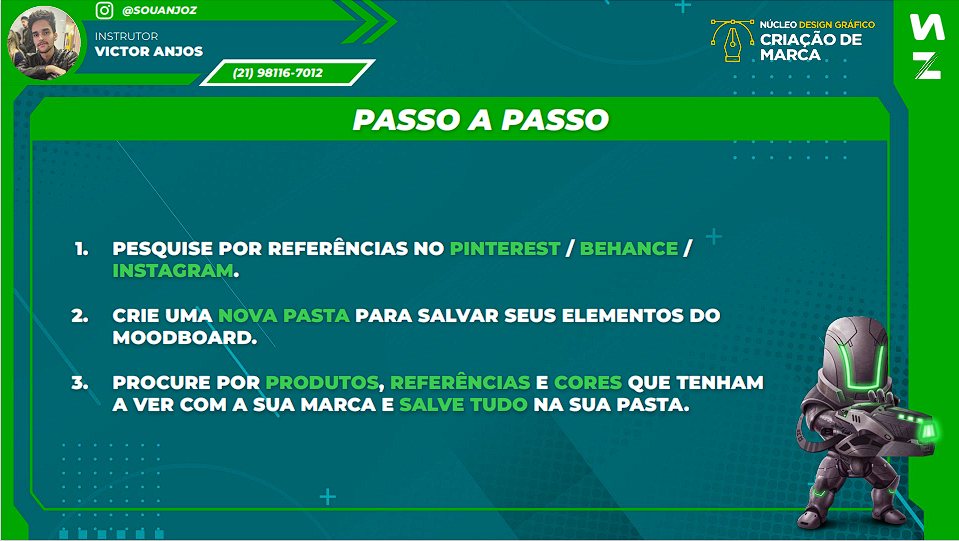 @SOUANJOZ
INSTRUTOR
VICTOR ANJOS
(21) 98116-7012
NÚCLEO DESIGN GRÁFICO
CRIAÇÃO DE
MARCA
PASSO A PASSO
1. PESQUISE POR REFERÊNCIAS NO PINTEREST / BEHANCE /
INSTAGRAM.
2. CRIE UMA NOVA PASTA PARA SALVAR SEUS ELEMENTOS DO
MOODBOARD.
3. PROCURE POR PRODUTOS, REFERÊNCIAS E CORES QUE TENHAM
A VER COM A SUA MARCA E SALVE TUDO NA SUA PASTA.